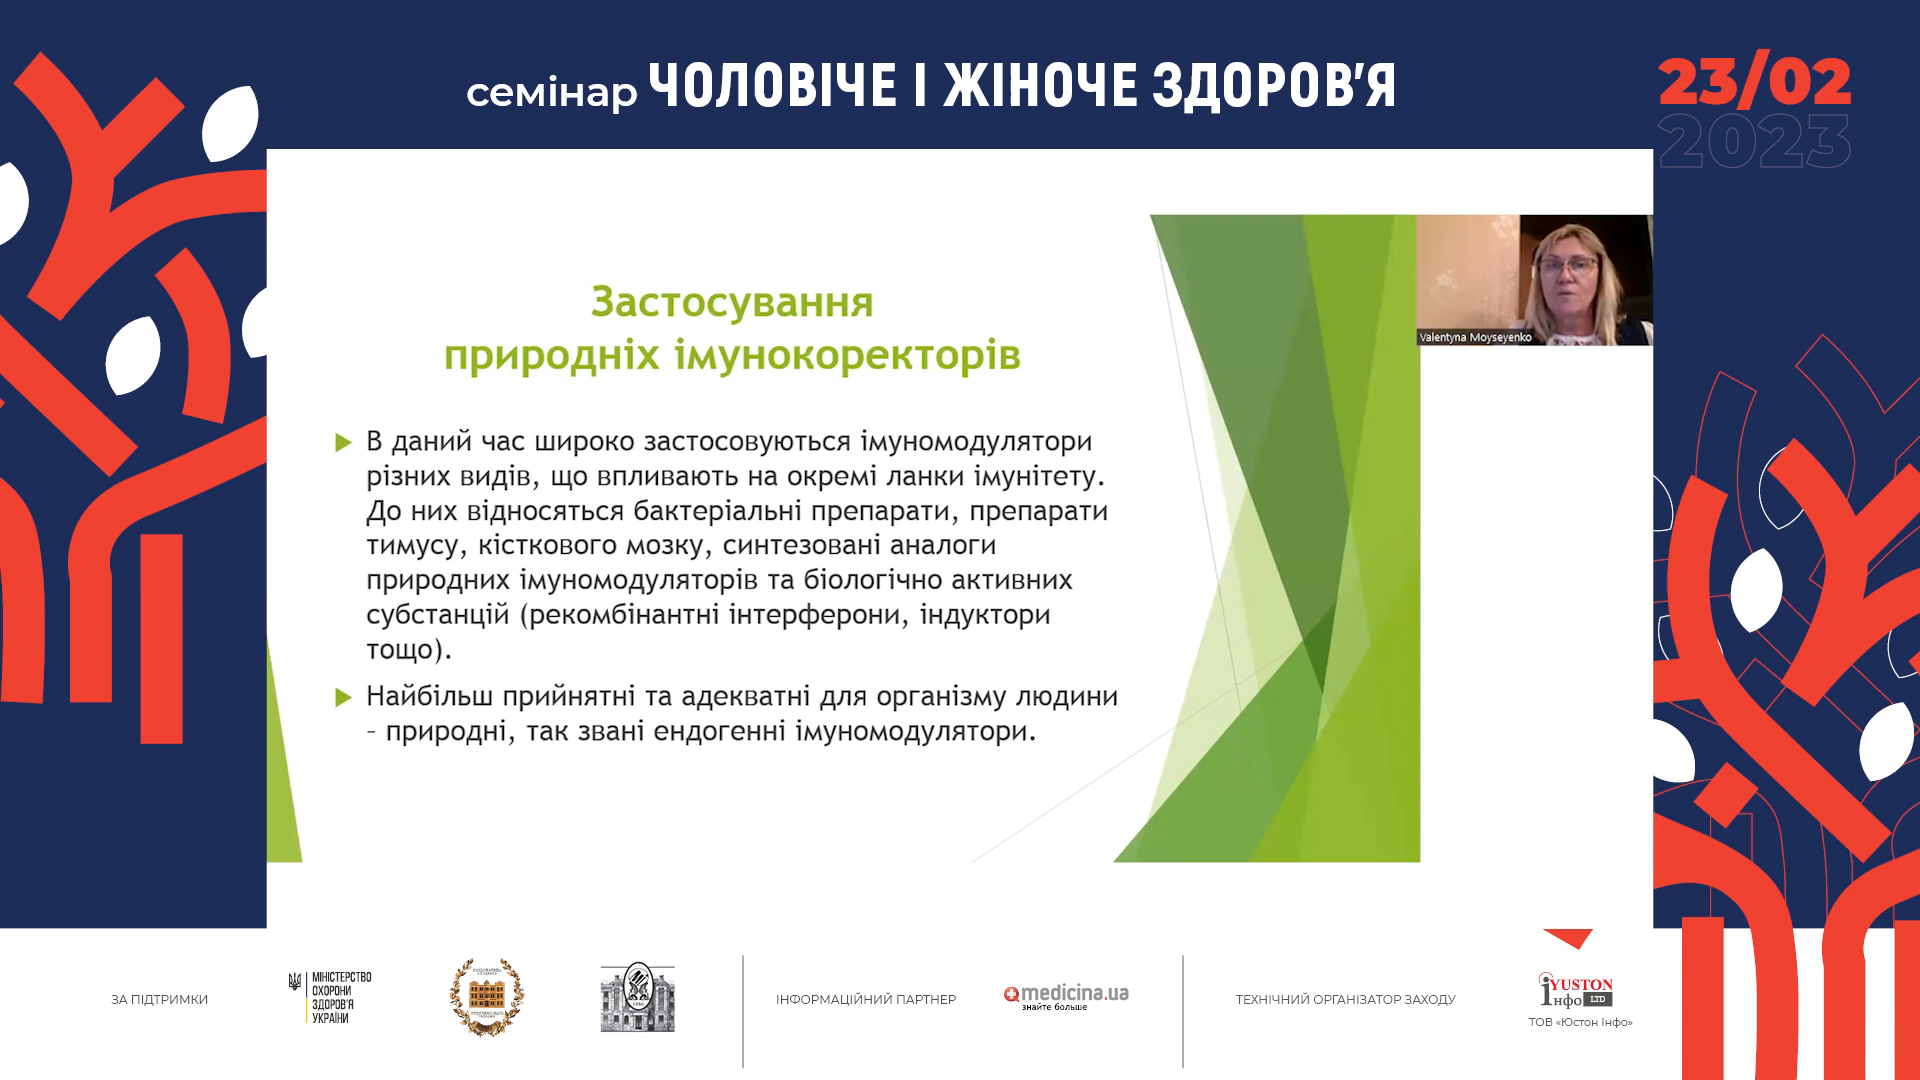 семінар ЧОЛОВІЧЕ І ЖІНОЧЕ ЗДОРОВ'Я
23/02
2023
Valentyna Moyseyenko
Застосування
природніх імунокоректорів
В даний час широко застосовуються імуномодулятори
різних видів, що впливають на окремі ланки імунітету.
До них відносяться бактеріальні препарати, препарати
тимусу, кісткового мозку, синтезовані аналоги
природних імуномодуляторів та біологічно активних
субстанцій (рекомбінантні інтерферони, індуктори
тощо).
Найбільш прийнятні та адекватні для організму людини
– природні, так звані ендогенні імуномодулятори.
ЗА ПІДТРИМКИ
МІНІСТЕРСТВО
ОХОРОНИ
ЗДОРОВ'Я
УКРАЇНИ
ІНФОРМАЦІЙНИЙ ПАРТНЕР
medicina.ua
знайте больше
ТЕХНІЧНИЙ ОРГАНІЗАТОР ЗАХОДУ
iYUSTON
Інфо LTD
ТОВ «Юстон Інфо»